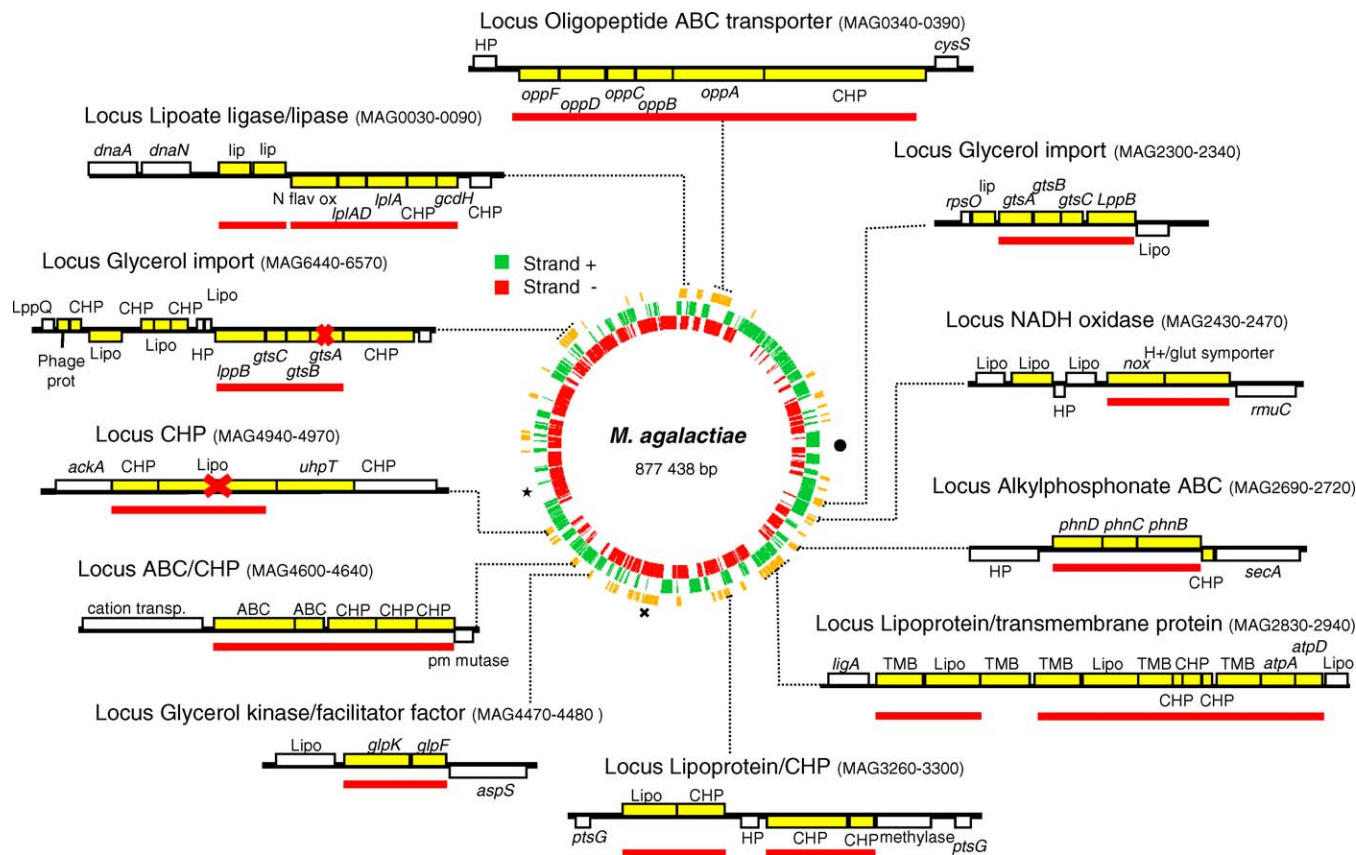 Locus Oligopeptide ABC transporter (MAG0340-0390)
HP
cysS
oppF oppD oppC oppB oppA CHP
Locus Lipoate ligase/lipase (MAG0030-0090)
dnaA dnaN lip lip
N flav ox lplAD lplA CHP gcdH CHP
Locus Glycerol import (MAG2300-2340)
rpsO lip gtsA gtsB gtsC LppB
Lipo
Locus Glycerol import (MAG6440-6570)
LppQ CHP CHP CHP Lipo
Phage prot Lipo Lipo HP lppB gtsC gtsB gtsA CHP
Strand +
Strand -
Locus NADH oxidase (MAG2430-2470)
Lipo Lipo Lipo nox H+/glut symporter
HP rmuC
M. agalactiae
877 438 bp
Locus CHP (MAG4940-4970)
ackA CHP Lipo uhpT CHP
Locus Alkylphosphonate ABC (MAG2690-2720)
phnD phnC phnB
HP CHP secA
Locus ABC/CHP (MAG4600-4640)
cation transp. ABC ABC CHP CHP CHP
pm mutase
Locus Lipoprotein/transmembrane protein (MAG2830-2940)
ligA TMB Lipo TMB TMB Lipo TMB CHP TMB atpA atpD Lipo
CHP CHP
Locus Glycerol kinase/facilitator factor (MAG4470-4480 )
Lipo glpK glpF
aspS
Locus Lipoprotein/CHP (MAG3260-3300)
Lipo CHP
ptsG HP CHP CHP methylase ptsG